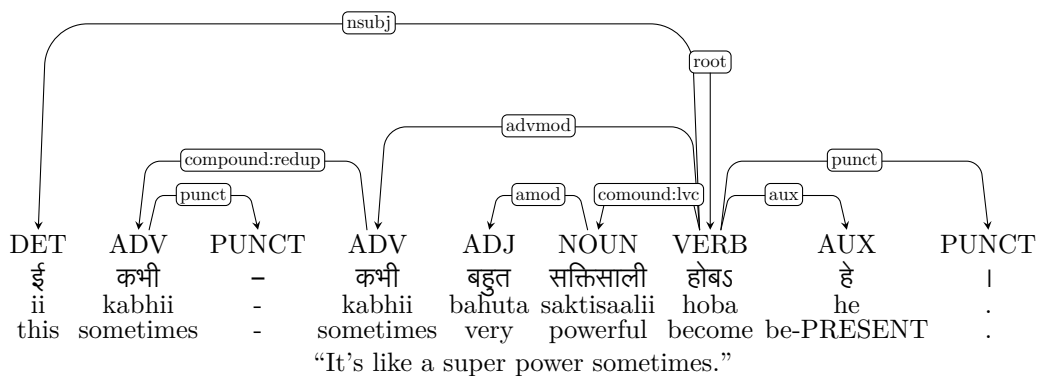 nsubj
root
advmod
compound:redup punct
punct amod comound:lvc aux
DET ADV PUNCT ADV ADJ NOUN VERB AUX PUNCT
ई कभी – कभी बहुत सक्तिसाली होबऽ हे ।
ii kabhii - kabhii bahuta saktisaalii hoba he .
this sometimes - sometimes very powerful become be-PRESENT .
“It's like a super power sometimes.”